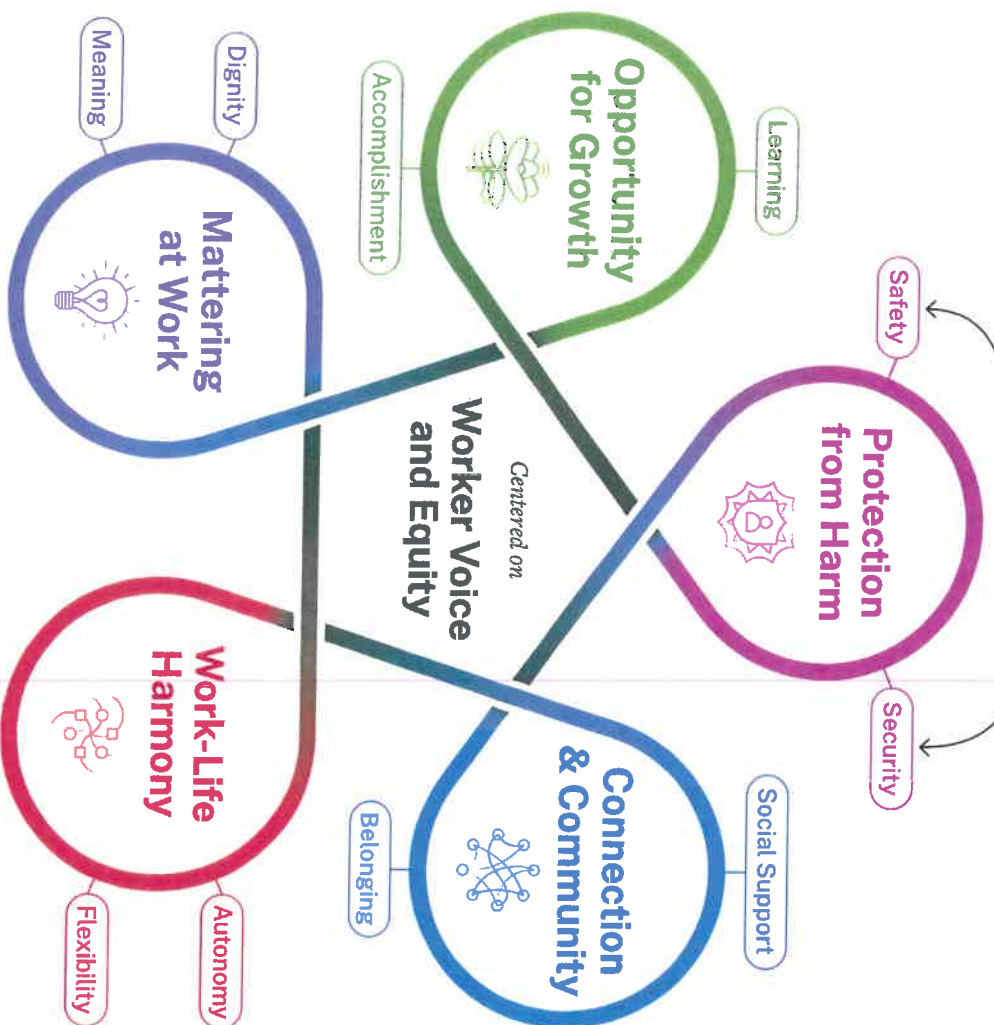 Protection
from Harm
Safety
Security
Opportunity
for Growth
Learning
Accomplishment
Connection
& Community
Social Support
Belonging
Centered on
Worker Voice
and Equity
Mattering
at Work
Dignity
Meaning
Work-Life
Harmony
Autonomy
Flexibility